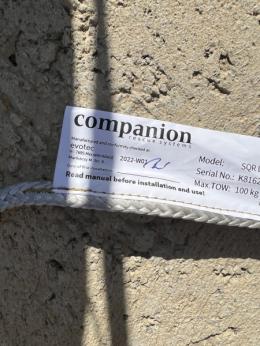 companion
rescue systems
Manufactured and conformity checked at
evotec
2022-W01
Read manual before installation and use!
Model: SQR
Serial No.: K8162
Max.TOW: 100 kg